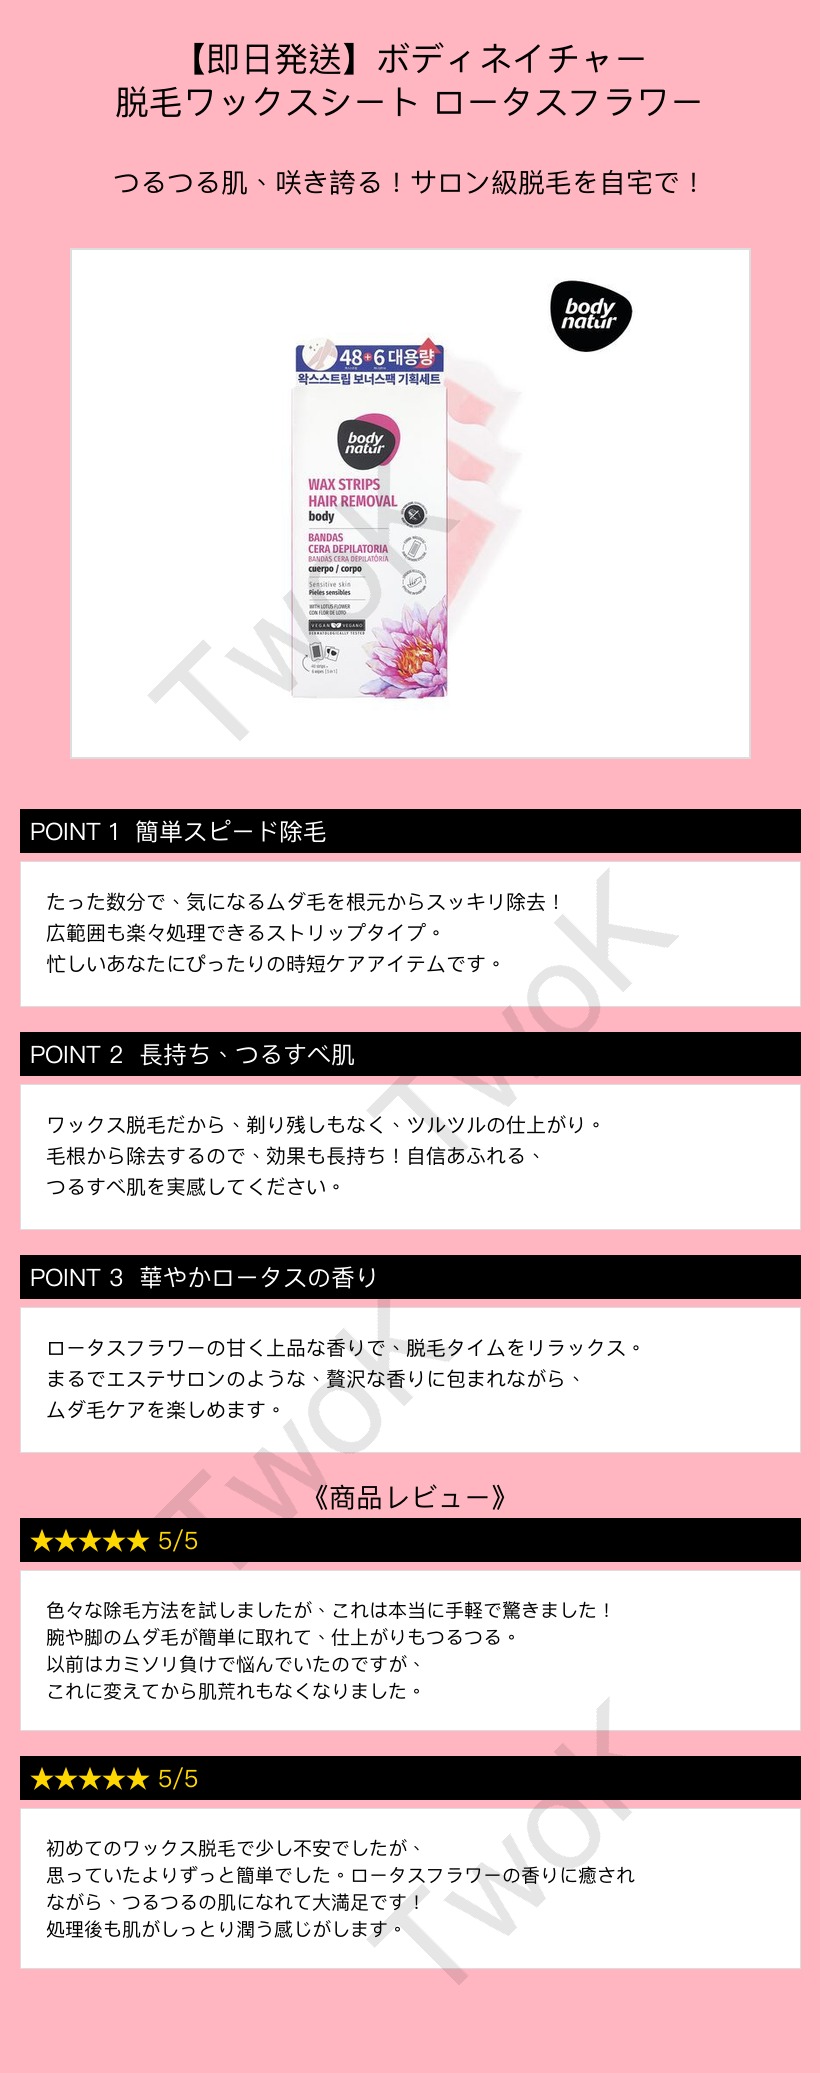 【即日発送】ボディネイチャー
脱毛ワックスシート ロータスフラワー
つるつる肌、咲き誇る！サロン級脱毛を自宅で！
body
natur
48+6 대용량
왁스스트립 보너스팩 기획세트
body
natur
WAX STRIPS
HAIR REMOVAL
body
BANDAS
CERA DEPILATORIA
BANDAS CERA DEPILATÓRIA
cuerpo / corpo
Sensitive skin
Pieles sensibles
WITH LOTUS FLOWER
CON FLOR DE LOTO
VEGAN VEGANO
DERMATOLOGICALLY TESTED
TwoK
POINT 1 簡単スピード除毛
たった数分で、気になるムダ毛を根元からスッキリ除去！
広範囲も楽々処理できるストリップタイプ。
忙しいあなたにぴったりの時短ケアアイテムです。
TwoK
POINT 2 長持ち、つるすべ肌
ワックス脱毛だから、剃り残しもなく、ツルツルの仕上がり。
毛根から除去するので、効果も長持ち！自信あふれる、
つるすべ肌を実感してください。
POINT 3 華やかロータスの香り
ロータスフラワーの甘く上品な香りで、脱毛タイムをリラックス。
まるでエステサロンのような、贅沢な香りに包まれながら、
ムダ毛ケアを楽しめます。
TwoK
《商品レビュー》
★★★★★ 5/5
色々な除毛方法を試しましたが、これは本当に手軽で驚きました！
腕や脚のムダ毛が簡単に取れて、仕上がりもつるつる。
以前はカミソリ負けで悩んでいたのですが、
これに変えてから肌荒れもなくなりました。
★★★★★ 5/5
初めてのワックス脱毛で少し不安でしたが、
思っていたよりずっと簡単でした。ロータスフラワーの香りに癒され
ながら、つるつるの肌になれて大満足です！
処理後も肌がしっとり潤う感じがします。
TwoK